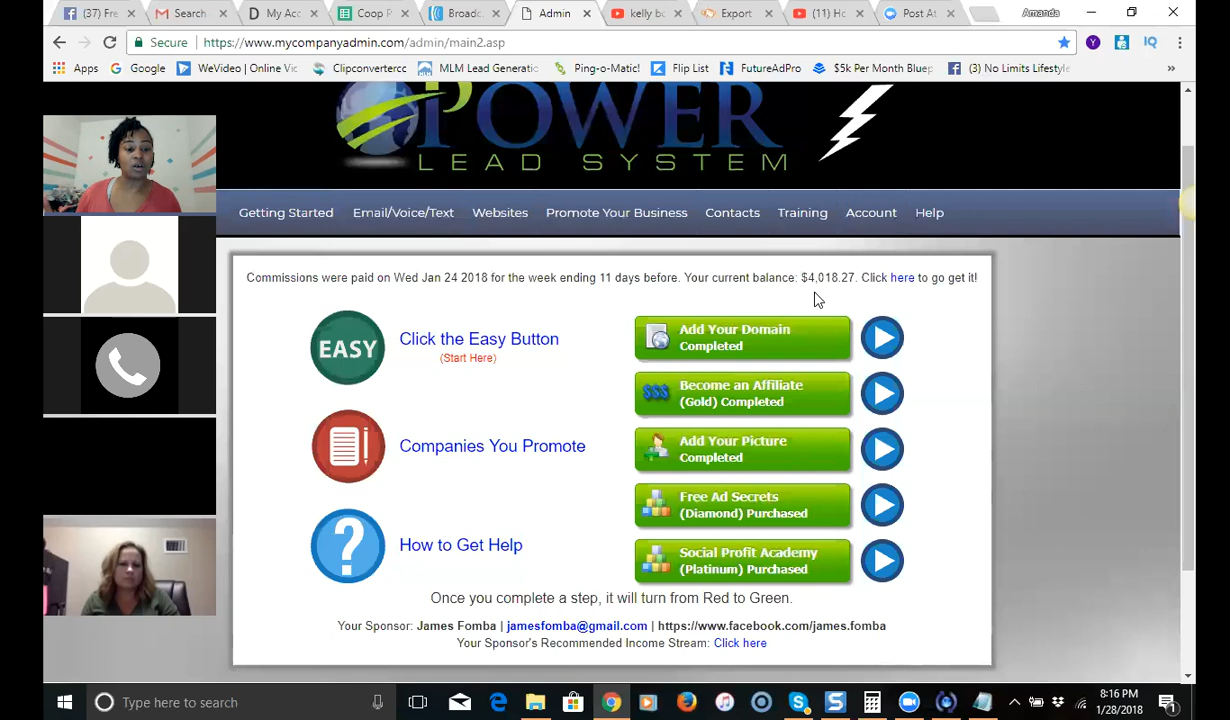 (37) Fre
Search
My Acc
Coop P
Broadc
Admin
kelly bo
Export
(11) Ho
Post At
Amanda
Secure
https://www.mycompanyadmin.com/admin/main2.asp
Apps
Google
WeVideo | Online Vic
Clipconvertercc
MLM Lead Generatio
Ping-o-Matic!
Flip List
FutureAdPro
$5k Per Month Bluep
(3) No Limits Lifestyle
»
POWER
LEAD SYSTEM
Getting Started
Email/Voice/Text
Websites
Promote Your Business
Contacts
Training
Account
Help
Commissions were paid on Wed Jan 24 2018 for the week ending 11 days before. Your current balance: $4,018.27. Click here to go get it!
EASY
Click the Easy Button
(Start Here)
Companies You Promote
?
How to Get Help
Add Your Domain
Completed
$$$
Become an Affiliate
(Gold) Completed
Add Your Picture
Completed
Free Ad Secrets
(Diamond) Purchased
Social Profit Academy
(Platinum) Purchased
Once you complete a step, it will turn from Red to Green.
Your Sponsor: James Fomba | jamesfomba@gmail.com | https://www.facebook.com/james.fomba
Your Sponsor's Recommended Income Stream: Click here
Type here to search
8:16 PM
1/28/2018